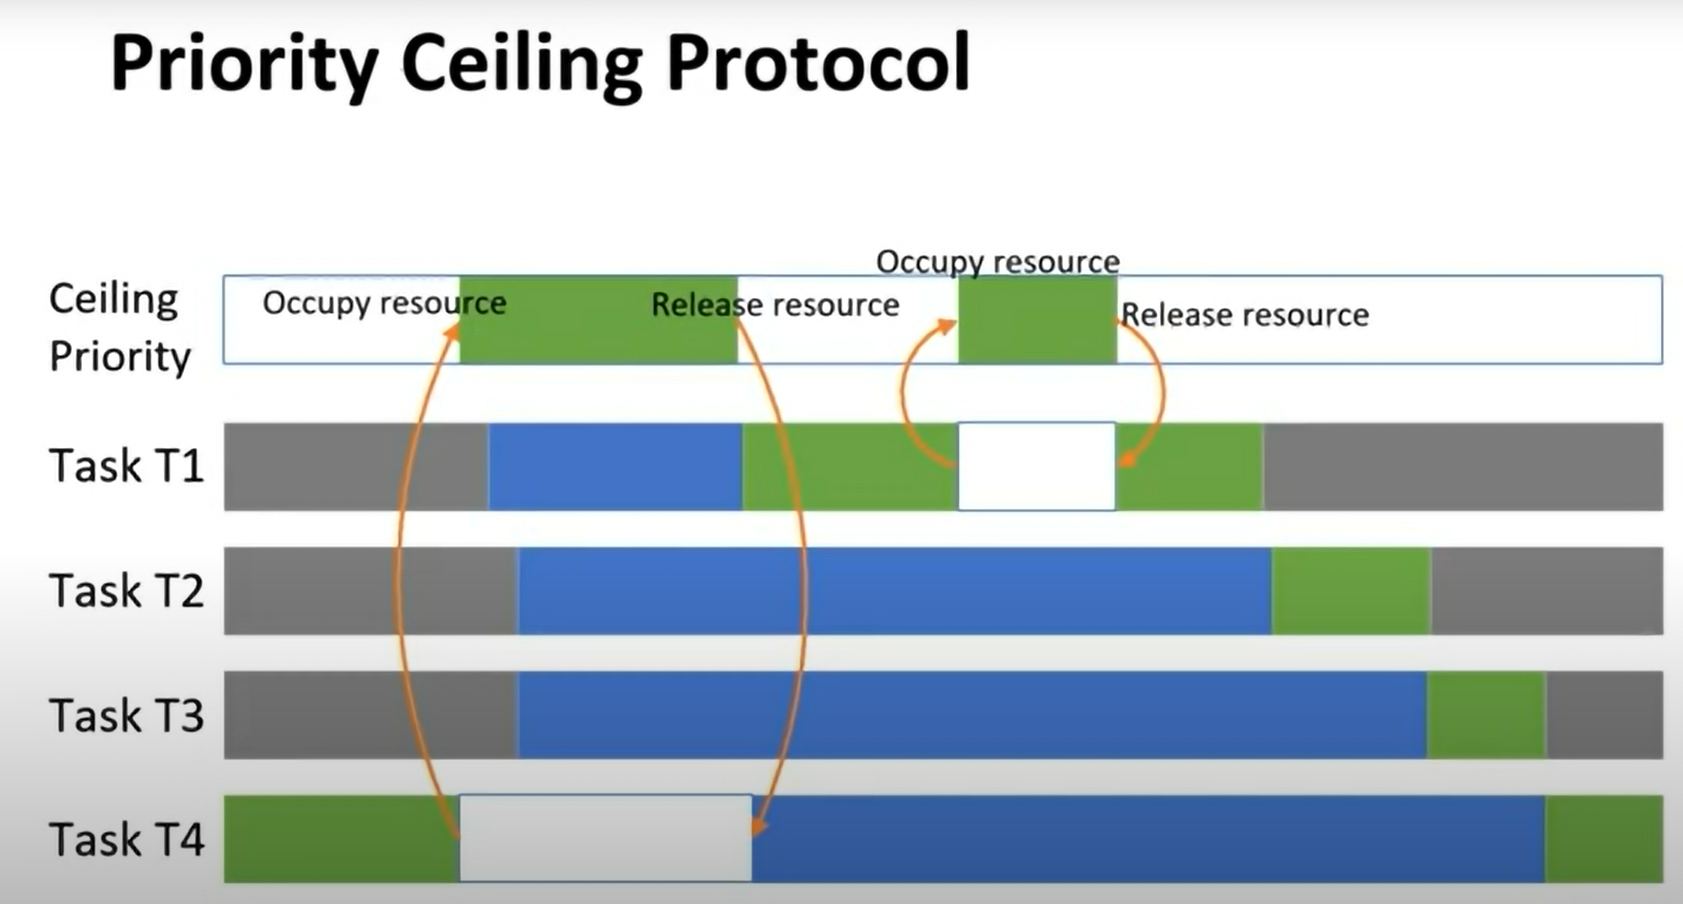 Priority Ceiling Protocol
Occupy resource
Ceiling
Priority
Occupy resource
Release resource
Release resource
Task T1
Task T2
Task T3
Task T4